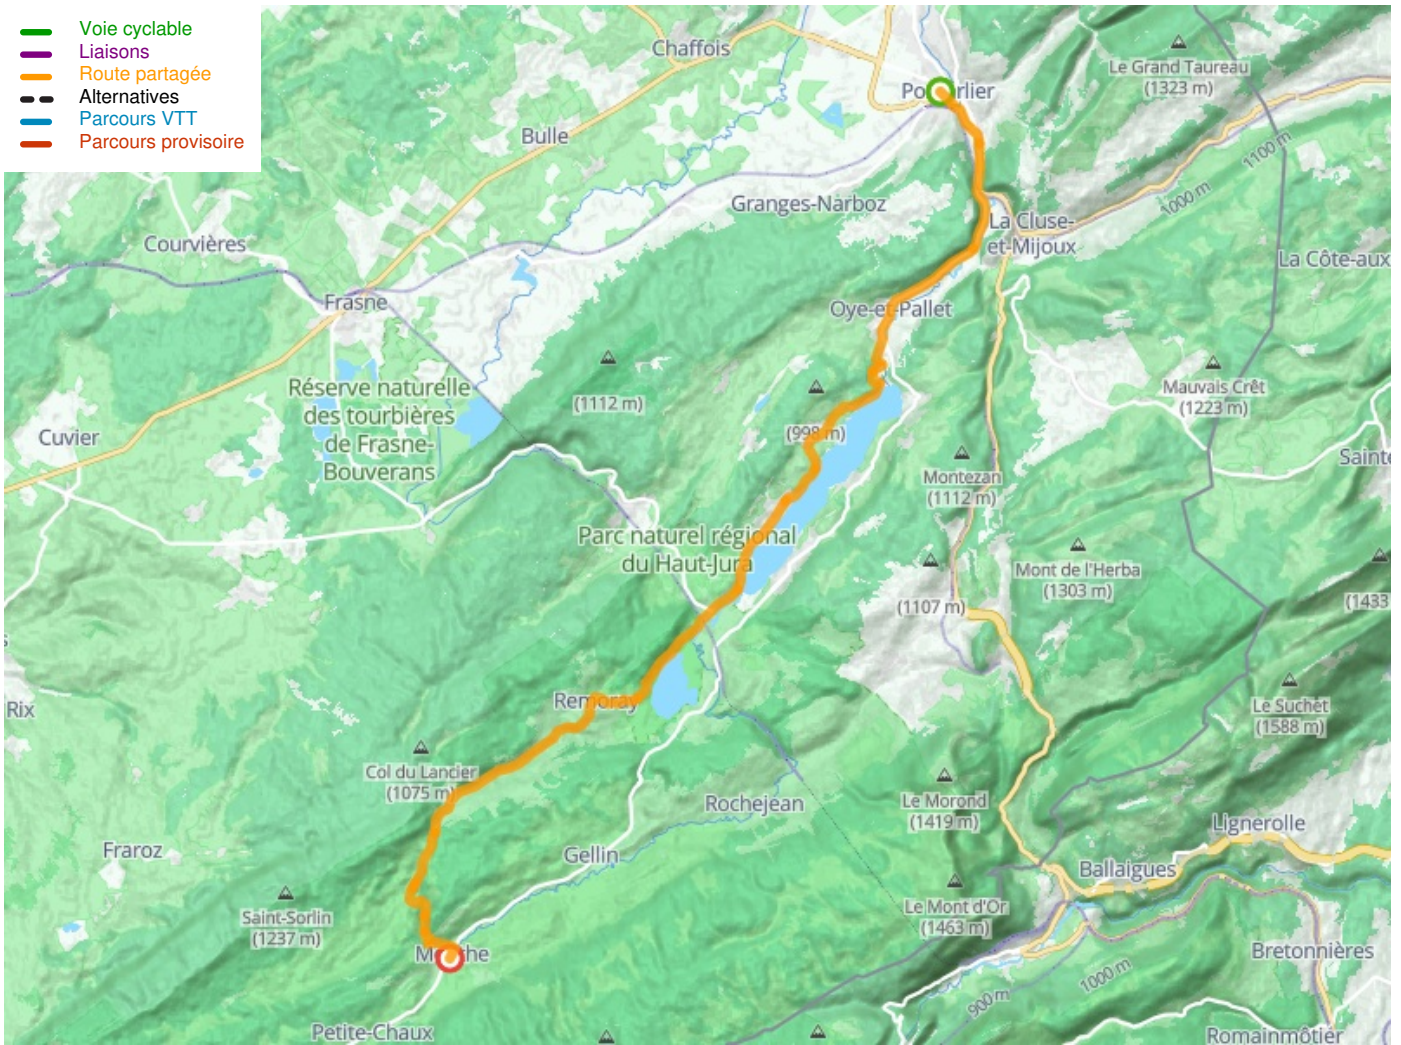 Voie cyclable
Liaisons
Route partagée
Alternatives
Parcours VTT
Parcours provisoire
Chaffois
Le Grand Taureau
(1323 m)
Bulle
1100 m
1000 m
Granges-Narboz
La Cluse-
et-Mijoux
Courvières
La Côte-aux
Frasne
Oye-et-Pallet
Réserve naturelle
des tourbières
de Frasne-
Bouverans
(1112 m)
Mauvais Crêt
(1223 m)
Cuvier
(998 m)
Sainte
Montezan
(1112 m)
Parc naturel régional
du Haut-Jura
Mont de l'Herba
(1303 m)
(1107 m)
(1433
Remoray
Rix
Le Suchet
(1588 m)
Col du Lancier
(1075 m)
Rochejean
Le Morond
(1419 m)
Lignerolle
Fraroz
Gellin
Ballaigues
Saint-Sorlin
(1237 m)
Le Mont d'Or
(1463 m)
Bretonnières
1000 m
900 m
Petite-Chaux
Romainmôtier